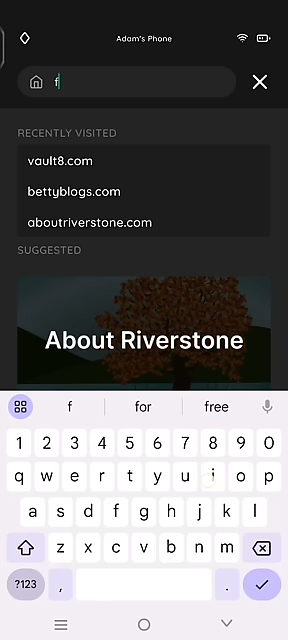 Adam's Phone
f
RECENTLY VISITED
vault8.com
bettyblogs.com
aboutriverstone.com
SUGGESTED
About Riverstone
f for free
1 2 3 4 5 6 7 8 9 0
q w e r t y u i o p
a s d f g h j k l
z x c v b n m
?123 , .